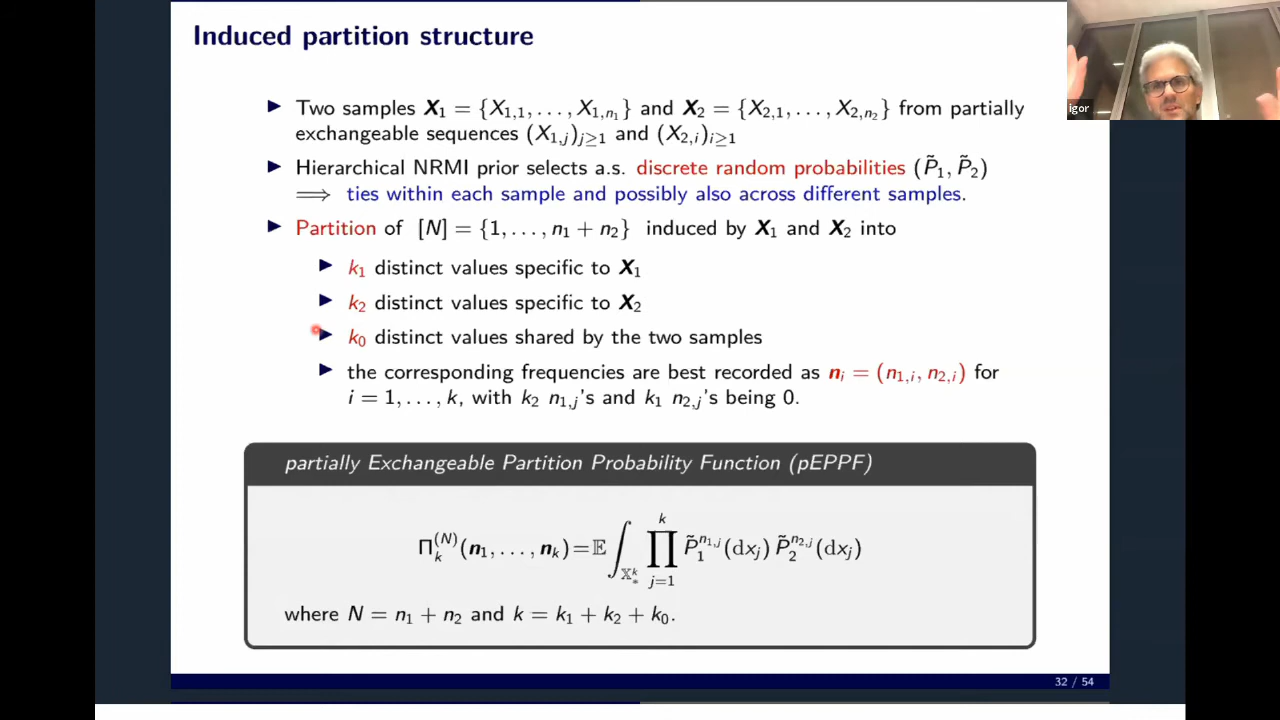 Induced partition structure
▶ Two samples X₁ = {X₁,₁, . . . , X₁,ₙ₁} and X₂ = {X₂,₁, . . . , X₂,ₙ₂} from partially
exchangeable sequences (X₁,ⱼ)ⱼ≥₁ and (X₂,ᵢ)ᵢ≥₁
▶ Hierarchical NRMI prior selects a.s. discrete random probabilities (P̃₁, P̃₂)
⟹ ties within each sample and possibly also across different samples.
▶ Partition of [N] = {1, . . . , n₁ + n₂} induced by X₁ and X₂ into
▶ k₁ distinct values specific to X₁
▶ k₂ distinct values specific to X₂
▶ k₀ distinct values shared by the two samples
▶ the corresponding frequencies are best recorded as nᵢ = (n₁,ᵢ, n₂,ᵢ) for
i = 1, . . . , k, with k₂ n₁,ⱼ's and k₁ n₂,ⱼ's being 0.
partially Exchangeable Partition Probability Function (pEPPF)
Π_k^{(N)}(n₁, . . . , n_k) = 𝔼 ∫_{𝕏_*^k} ∏_{j=1}^{k} P̃₁^{n₁,ⱼ}(dxⱼ) P̃₂^{n₂,ⱼ}(dxⱼ)
where N = n₁ + n₂ and k = k₁ + k₂ + k₀.
32 / 54
igor